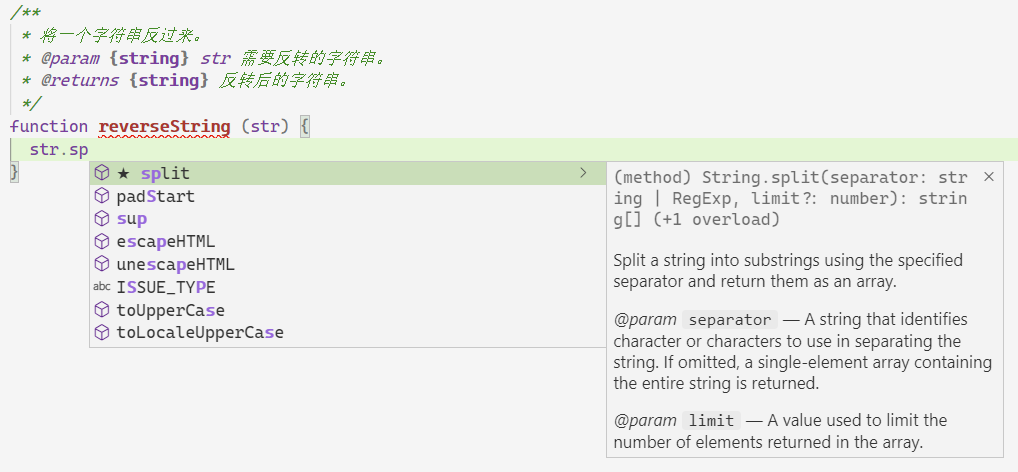 /**
 * 将一个字符串反过来。
 * @param {string} str 需要反转的字符串。
 * @returns {string} 反转后的字符串。
 */
function reverseString (str) {
  str.sp
}
★ split
padStart
sup
escapeHTML
unescapeHTML
abc ISSUE_TYPE
toUpperCase
toLocaleUpperCase
(method) String.split(separator: str
ing | RegExp, limit?: number): strin
g[] (+1 overload)
Split a string into substrings using the specified
separator and return them as an array.
@param separator — A string that identifies
character or characters to use in separating the
string. If omitted, a single-element array containing
the entire string is returned.
@param limit — A value used to limit the
number of elements returned in the array.